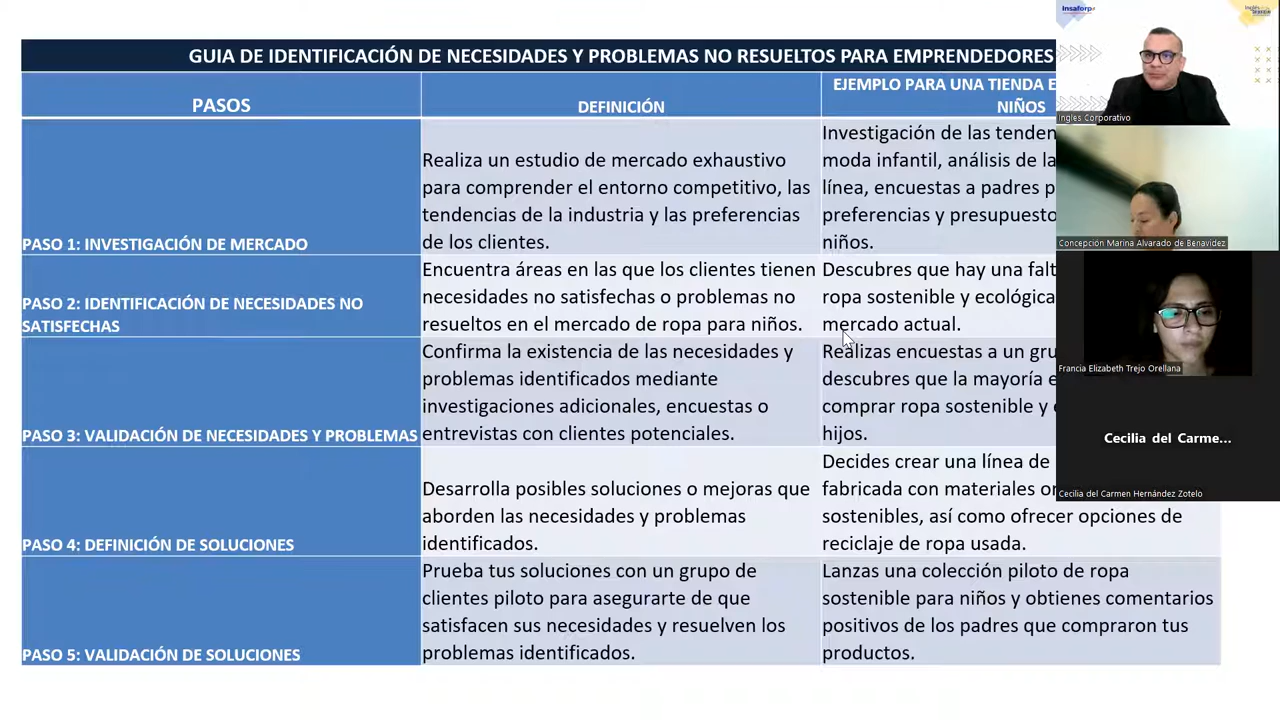 GUIA DE IDENTIFICACIÓN DE NECESIDADES Y PROBLEMAS NO RESUELTOS PARA EMPRENDEDORES
PASOS
DEFINICIÓN
EJEMPLO PARA UNA TIENDA
NIÑOS
PASO 1: INVESTIGACIÓN DE MERCADO
Realiza un estudio de mercado exhaustivo
para comprender el entorno competitivo, las
tendencias de la industria y las preferencias
de los clientes.
Investigación de las
moda infantil, análisis de la
línea, encuestas a padres
preferencias y
niños.
PASO 2: IDENTIFICACIÓN DE NECESIDADES NO
SATISFECHAS
Encuentra áreas en las que los clientes tienen
necesidades no satisfechas o problemas no
resueltos en el mercado de ropa para niños.
Descubres que hay una
ropa sostenible y ecológica
mercado actual.
PASO 3: VALIDACIÓN DE NECESIDADES Y PROBLEMAS
Confirma la existencia de las necesidades y
problemas identificados mediante
investigaciones adicionales, encuestas o
entrevistas con clientes potenciales.
Realizas encuestas a un
descubres que la mayoría
comprar ropa sostenible y
hijos.
PASO 4: DEFINICIÓN DE SOLUCIONES
Desarrolla posibles soluciones o mejoras que
aborden las necesidades y problemas
identificados.
Decides crear una línea de
fabricada con materiales
sostenibles, así como ofrecer opciones de
reciclaje de ropa usada.
PASO 5: VALIDACIÓN DE SOLUCIONES
Prueba tus soluciones con un grupo de
clientes piloto para asegurarte de que
satisfacen sus necesidades y resuelven los
problemas identificados.
Lanzas una colección piloto de ropa
sostenible para niños y obtienes comentarios
positivos de los padres que compraron tus
productos.
Insaforp
Ingles Corporativo
Concepción Marina Alvarado de Benavidez
Francia Elizabeth Trejo Orellana
Cecilia del Carme...
Cecilia del Carmen Hernández Zotelo